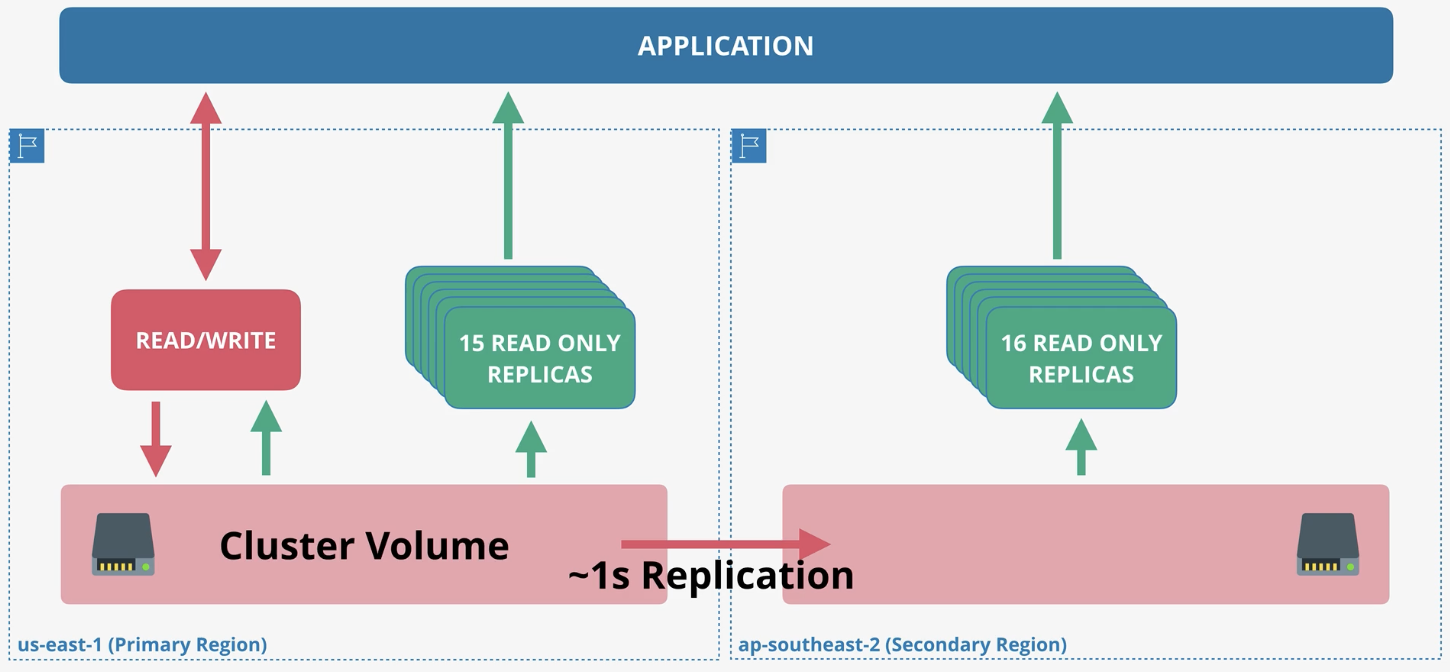 APPLICATION
READ/WRITE
15 READ ONLY
REPLICAS
16 READ ONLY
REPLICAS
Cluster Volume
~1s Replication
us-east-1 (Primary Region)
ap-southeast-2 (Secondary Region)